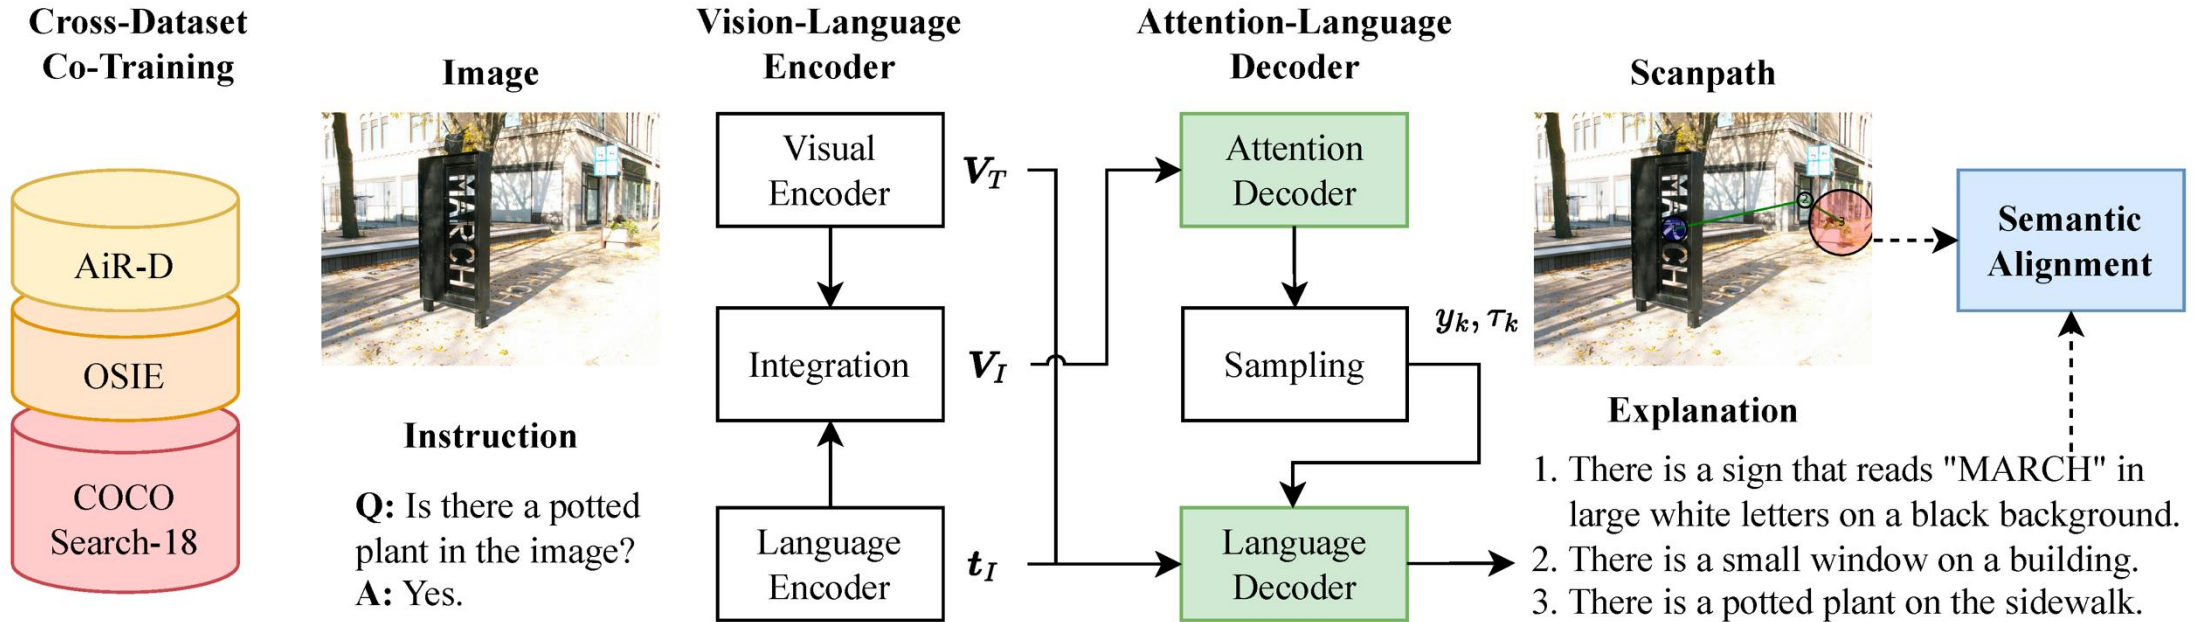 Cross-Dataset
Co-Training
AiR-D
OSIE
COCO
Search-18
Image
MARCH
Instruction
Q: Is there a potted
plant in the image?
A: Yes.
Vision-Language
Encoder
Visual
Encoder
Integration
Language
Encoder
V_T
V_I
t_I
Attention-Language
Decoder
Attention
Decoder
Sampling
Language
Decoder
y_k, τ_k
Scanpath
MARCH
2
3
Explanation
1. There is a sign that reads "MARCH" in
large white letters on a black background.
2. There is a small window on a building.
3. There is a potted plant on the sidewalk.
Semantic
Alignment